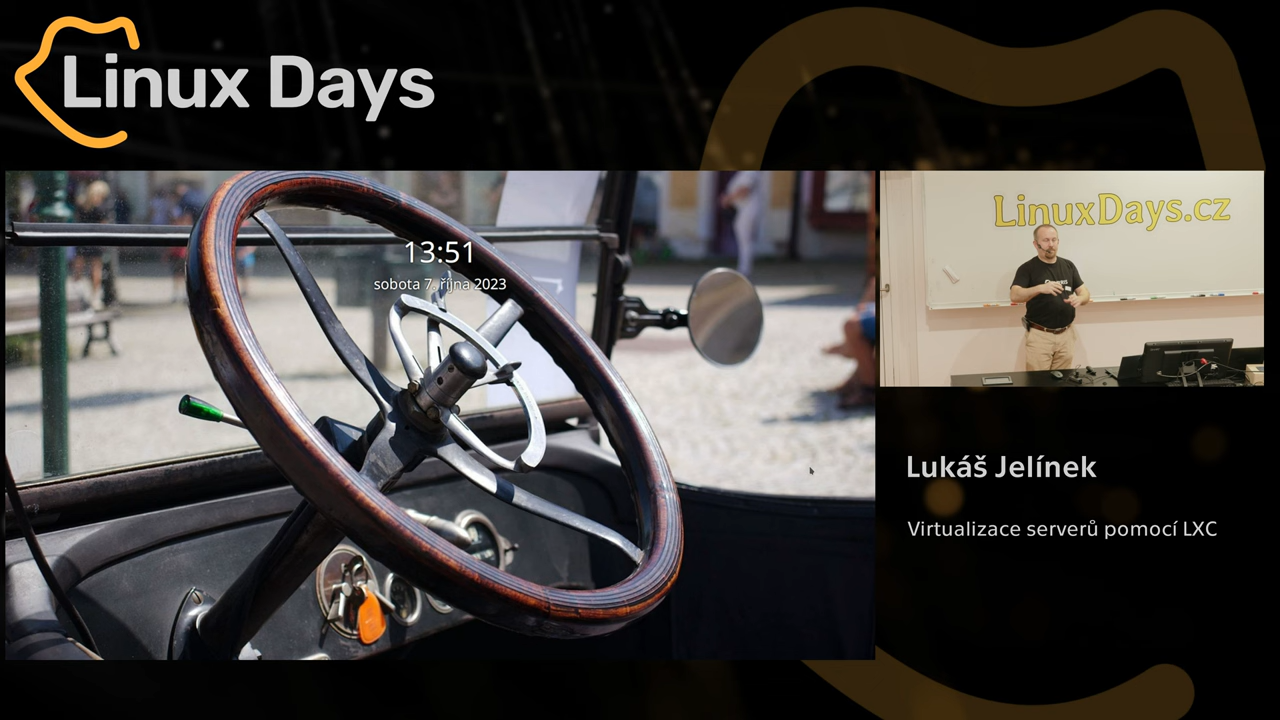 Linux Days
13:51
sobota 7. října 2023
LinuxDays.cz
Lukáš Jelínek
Virtualizace serverů pomocí LXC